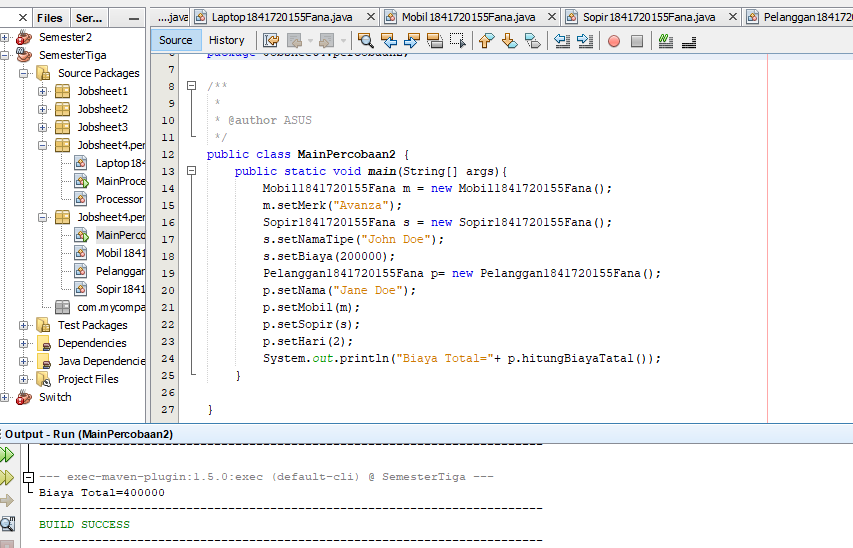 Files
Ser...
....java
Laptop1841720155Fana.java
Mobil1841720155Fana.java
Sopir1841720155Fana.java
Pelanggan184172
Source
History
Semester2
SemesterTiga
Source Packages
Jobsheet1
Jobsheet2
Jobsheet3
Jobsheet4.per
Laptop184
MainProce
Processor
Jobsheet4.per
MainPerco
Mobil184
Pelanggan
Sopir1841
com.mycompa
Test Packages
Dependencies
Java Dependencie
Project Files
Switch
7
8 /**
9 *
10 * @author ASUS
11 */
12 public class MainPercobaan2 {
13 public static void main(String[] args){
14 Mobil1841720155Fana m = new Mobil1841720155Fana();
15 m.setMerk("Avanza");
16 Sopir1841720155Fana s = new Sopir1841720155Fana();
17 s.setNamaTipe("John Doe");
18 s.setBiaya(200000);
19 Pelanggan1841720155Fana p= new Pelanggan1841720155Fana();
20 p.setNama("Jane Doe");
21 p.setMobil(m);
22 p.setSopir(s);
23 p.setHari(2);
24 System.out.println("Biaya Total="+ p.hitungBiayaTatal());
25 }
26
27 }
Output - Run (MainPercobaan2)
------------------------------------------------------------------------
--- exec-maven-plugin:1.5.0:exec (default-cli) @ SemesterTiga ---
Biaya Total=400000
------------------------------------------------------------------------
BUILD SUCCESS
------------------------------------------------------------------------